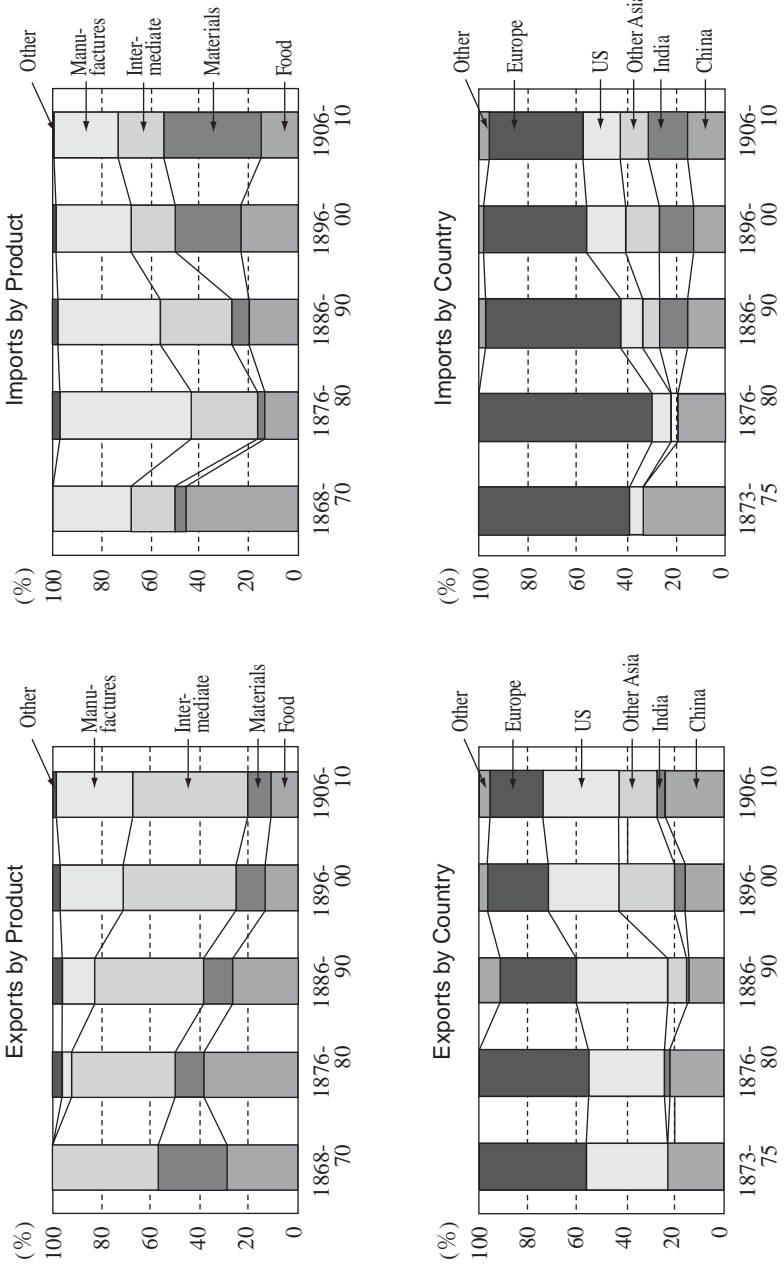 Exports by Product
(%)
100
80
60
40
20
0
1868-
70
1876-
80
1886-
90
1896-
00
1906-
10
Other
Manu-
factures
Inter-
mediate
Materials
Food
Imports by Product
(%)
100
80
60
40
20
0
1868-
70
1876-
80
1886-
90
1896-
00
1906-
10
Other
Manu-
factures
Inter-
mediate
Materials
Food
Exports by Country
(%)
100
80
60
40
20
0
1873-
75
1876-
80
1886-
90
1896-
00
1906-
10
Other
Europe
US
Other Asia
India
China
Imports by Country
(%)
100
80
60
40
20
0
1873-
75
1876-
80
1886-
90
1896-
00
1906-
10
Other
Europe
US
Other Asia
India
China